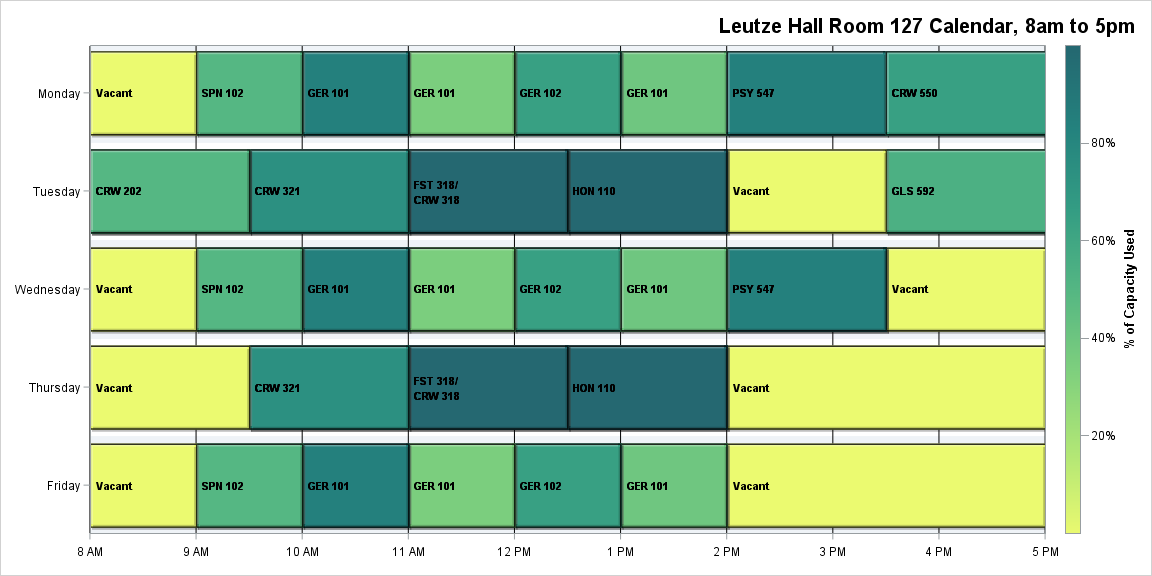 Leutze Hall Room 127 Calendar, 8am to 5pm
Monday
Vacant
SPN 102
GER 101
GER 101
GER 102
GER 101
PSY 547
CRW 550
Tuesday
CRW 202
CRW 321
FST 318/
CRW 318
HON 110
Vacant
GLS 592
Wednesday
Vacant
SPN 102
GER 101
GER 101
GER 102
GER 101
PSY 547
Vacant
Thursday
Vacant
CRW 321
FST 318/
CRW 318
HON 110
Vacant
Friday
Vacant
SPN 102
GER 101
GER 101
GER 102
GER 101
Vacant
8 AM
9 AM
10 AM
11 AM
12 PM
1 PM
2 PM
3 PM
4 PM
5 PM
80%
60%
40%
20%
% of Capacity Used